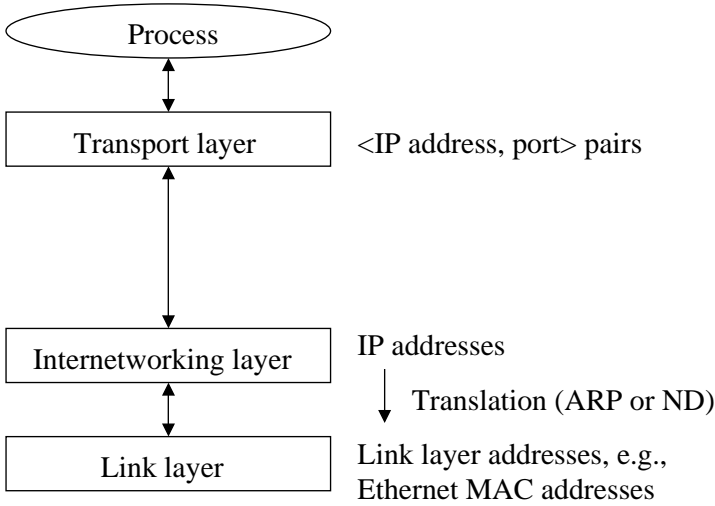 Process
Transport layer
<IP address, port> pairs
Internetworking layer
IP addresses
Translation (ARP or ND)
Link layer
Link layer addresses, e.g.,
Ethernet MAC addresses